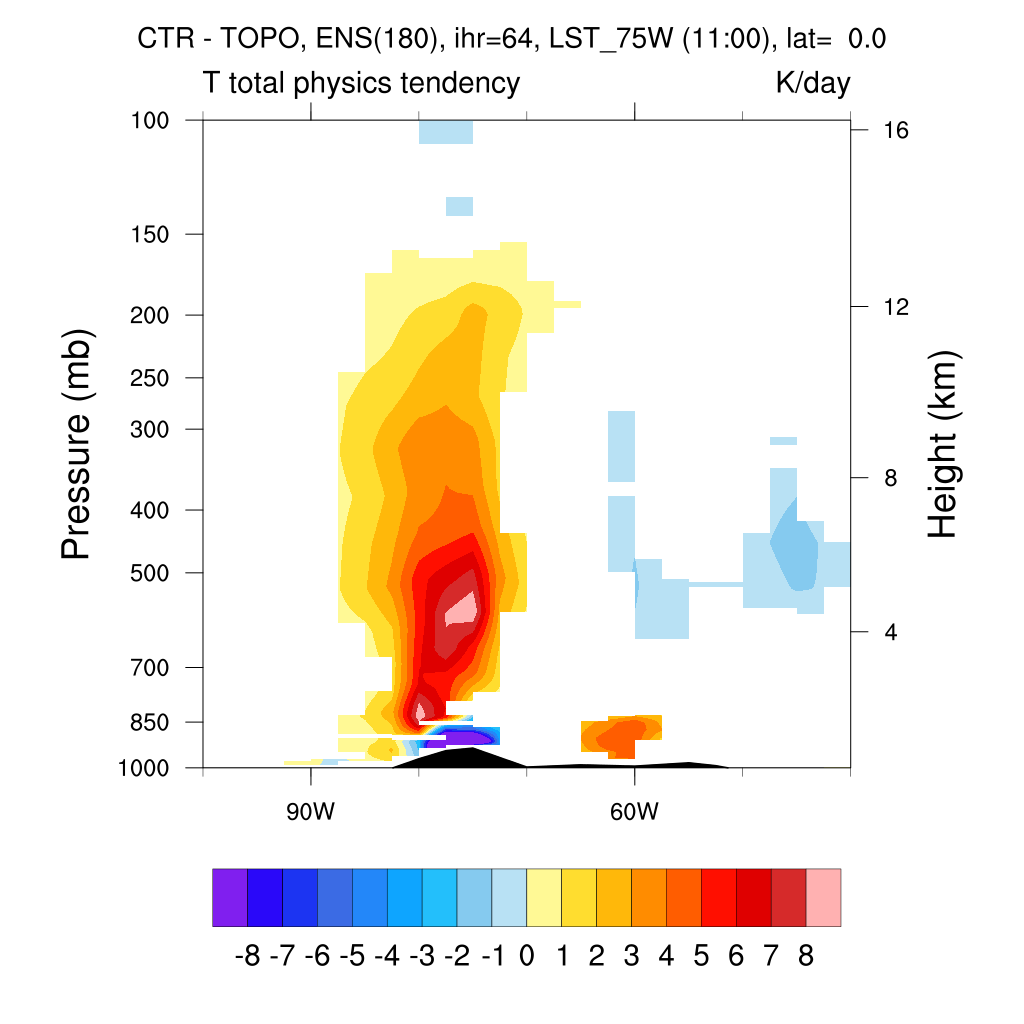 CTR - TOPO, ENS(180), ihr=64, LST_75W (11:00), lat=  0.0
T total physics tendency K/day
100
150
200
250
300
400
500
700
850
1000
Pressure (mb)
16
12
8
4
Height (km)
90W 60W
-8 -7 -6 -5 -4 -3 -2 -1 0 1 2 3 4 5 6 7 8